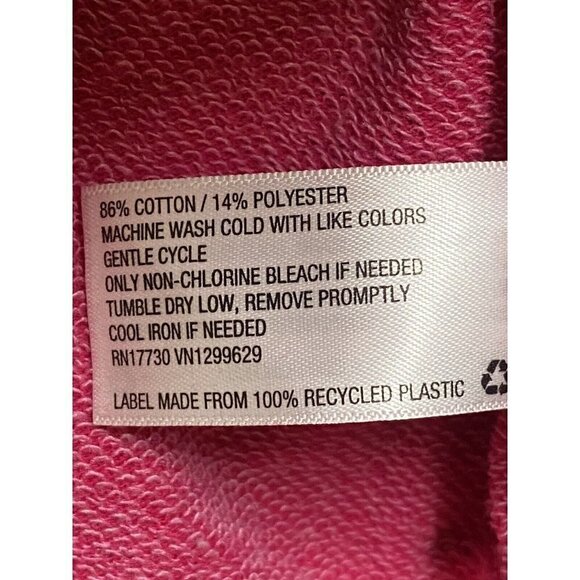 86% COTTON / 14% POLYESTER
MACHINE WASH COLD WITH LIKE COLORS
GENTLE CYCLE
ONLY NON-CHLORINE BLEACH IF NEEDED
TUMBLE DRY LOW, REMOVE PROMPTLY
COOL IRON IF NEEDED
RN17730 VN1299629
LABEL MADE FROM 100% RECYCLED PLASTIC